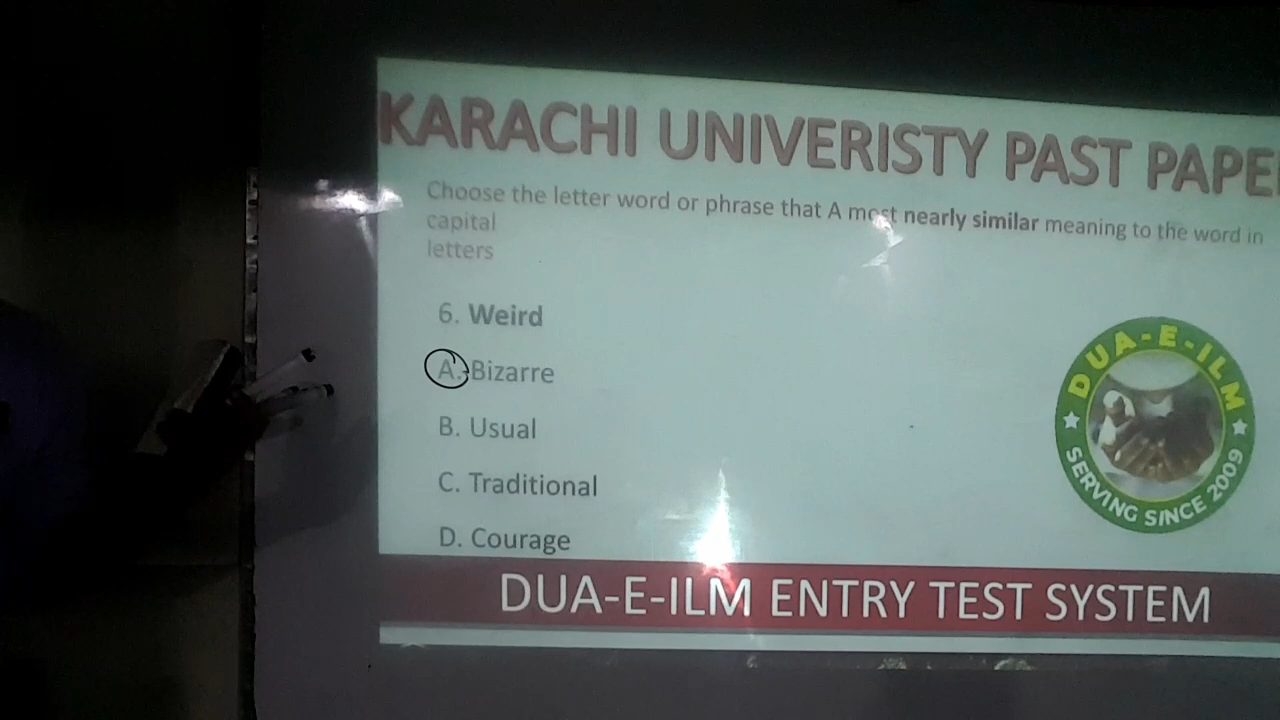 KARACHI UNIVERISTY PAST PAPE
Choose the letter word or phrase that A most nearly similar meaning to the word in
capital
letters
6. Weird
A. Bizarre
B. Usual
C. Traditional
D. Courage
DUA-E-ILM
SERVING SINCE 2009
DUA-E-ILM ENTRY TEST SYSTEM